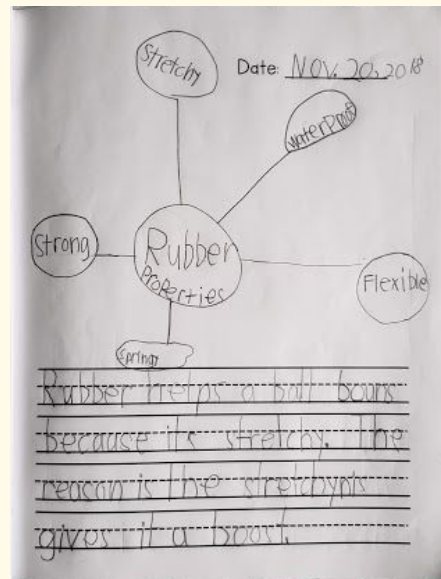 Stretchy
Date: NOV. 20, 2018
waterProof
Strong
Rubber
ProPerties
Flexible
Springy
Rubber helps a ball bouns
because its stretchy. The
reason is the stretchynis
gives it a boost.